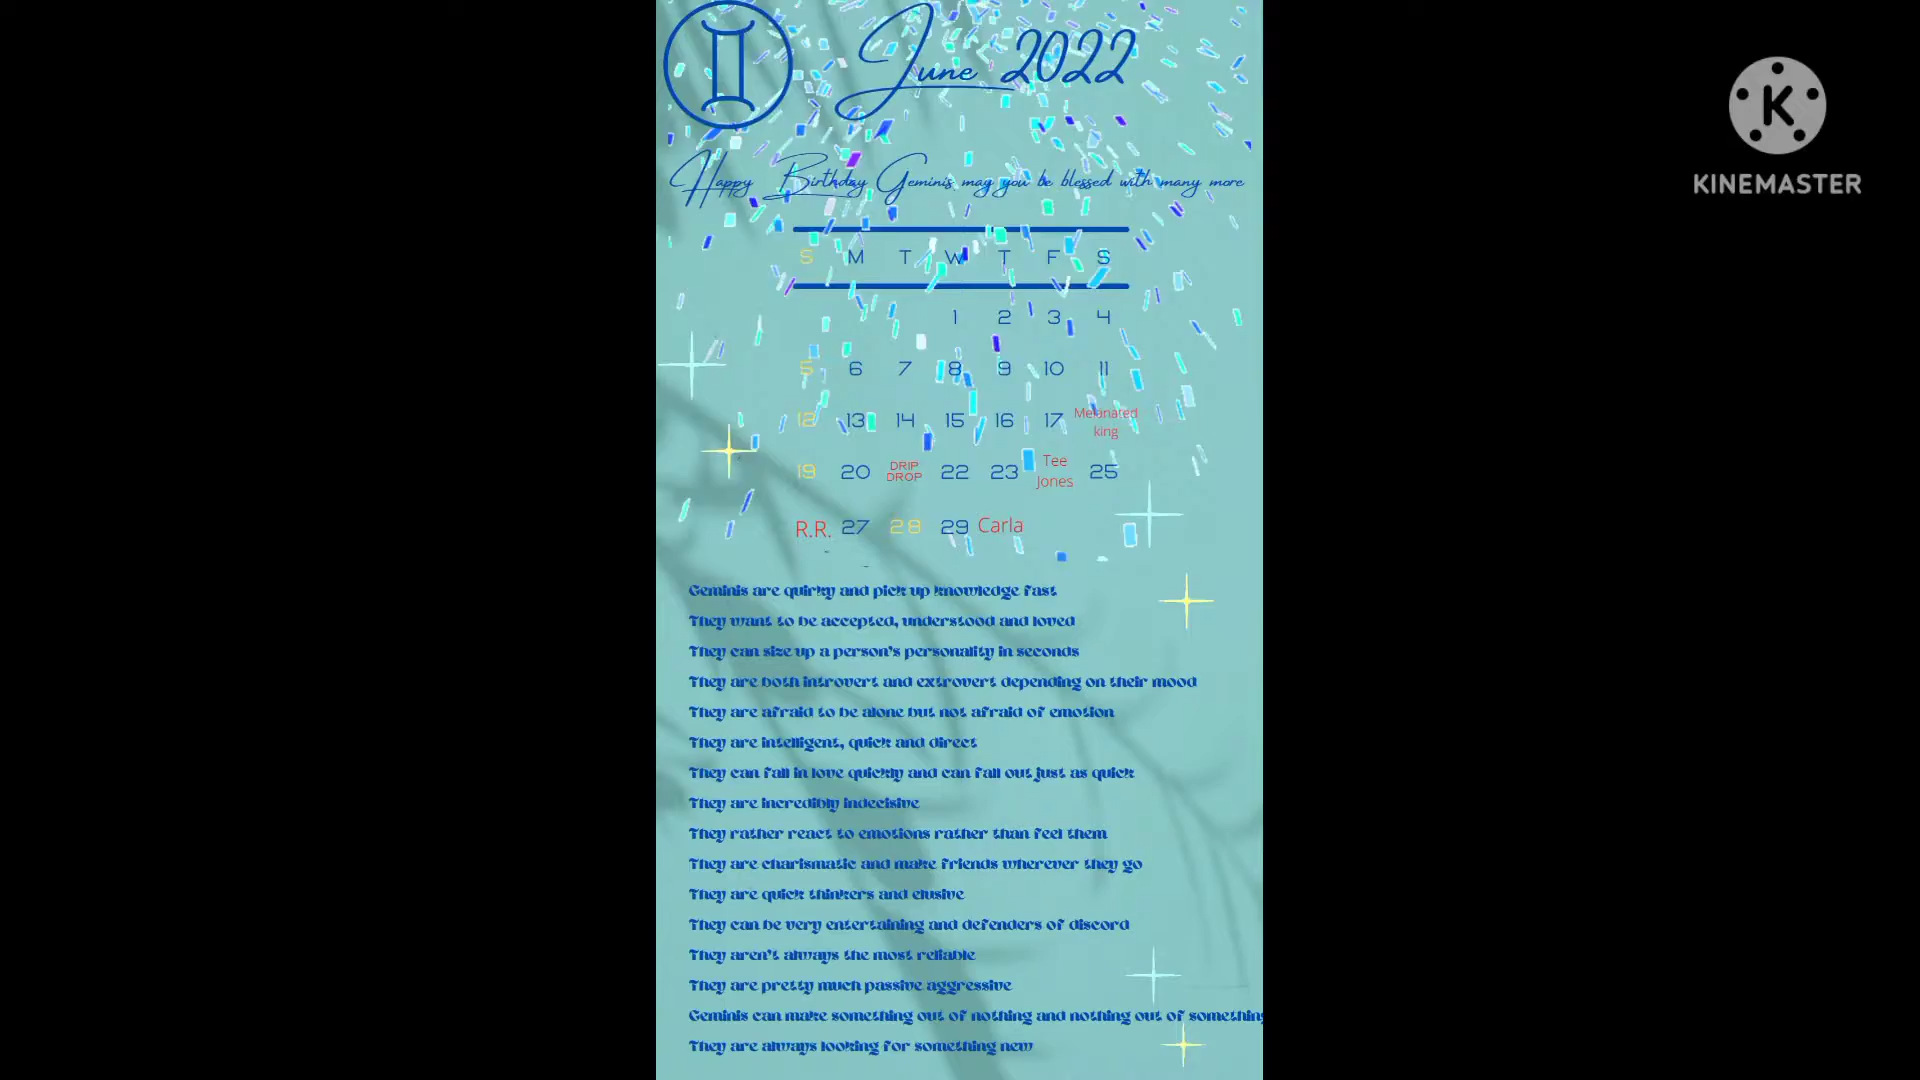 June 2022
KINEMASTER
Happy Birthday Geminis may you be blessed with many more
S M T W T F S
1 2 3 4
5 6 7 8 9 10 11
12 13 14 15 16 17 Melanated king
19 20 DRIP DROP 22 23 Tee Jones 25
R.R. 27 28 29 Carla
Geminis are quirky and pick up knowledge fast
They want to be accepted, understood and loved
They can size up a person's personality in seconds
They are both introvert and extrovert depending on their mood
They are afraid to be alone but not afraid of emotion
They are intelligent, quick and direct
They can fall in love quickly and can fall out just as quick
They are incredibly indecisive
They rather react to emotions rather than feel them
They are charismatic and make friends wherever they go
They are quick thinkers and elusive
They can be very entertaining and defenders of discord
They aren't always the most reliable
They are pretty much passive aggressive
Geminis can make something out of nothing and nothing out of something
They are always looking for something new